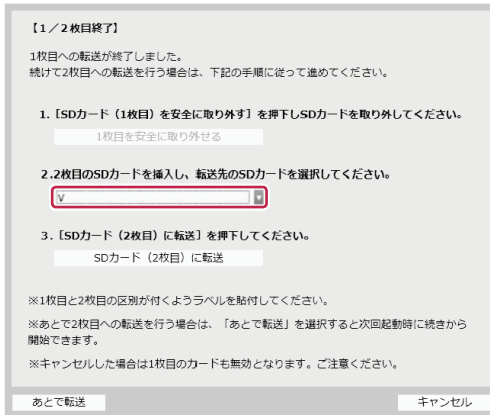 【1／2枚目終了】
1枚目への転送が終了しました。
続けて2枚目への転送を行う場合は、下記の手順に従って進めてください。
1.［SDカード（1枚目）を安全に取り外す］を押下しSDカードを取り外してください。
1枚目を安全に取り外せる
2.2枚目のSDカードを挿入し、転送先のSDカードを選択してください。
V
3.［SDカード（2枚目）に転送］を押下してください。
SDカード（2枚目）に転送
※1枚目と2枚目の区別が付くようラベルを貼付してください。
※あとで2枚目への転送を行う場合は、「あとで転送」を選択すると次回起動時に続きから
開始できます。
※キャンセルした場合は1枚目のカードも無効となります。ご注意ください。
あとで転送
キャンセル